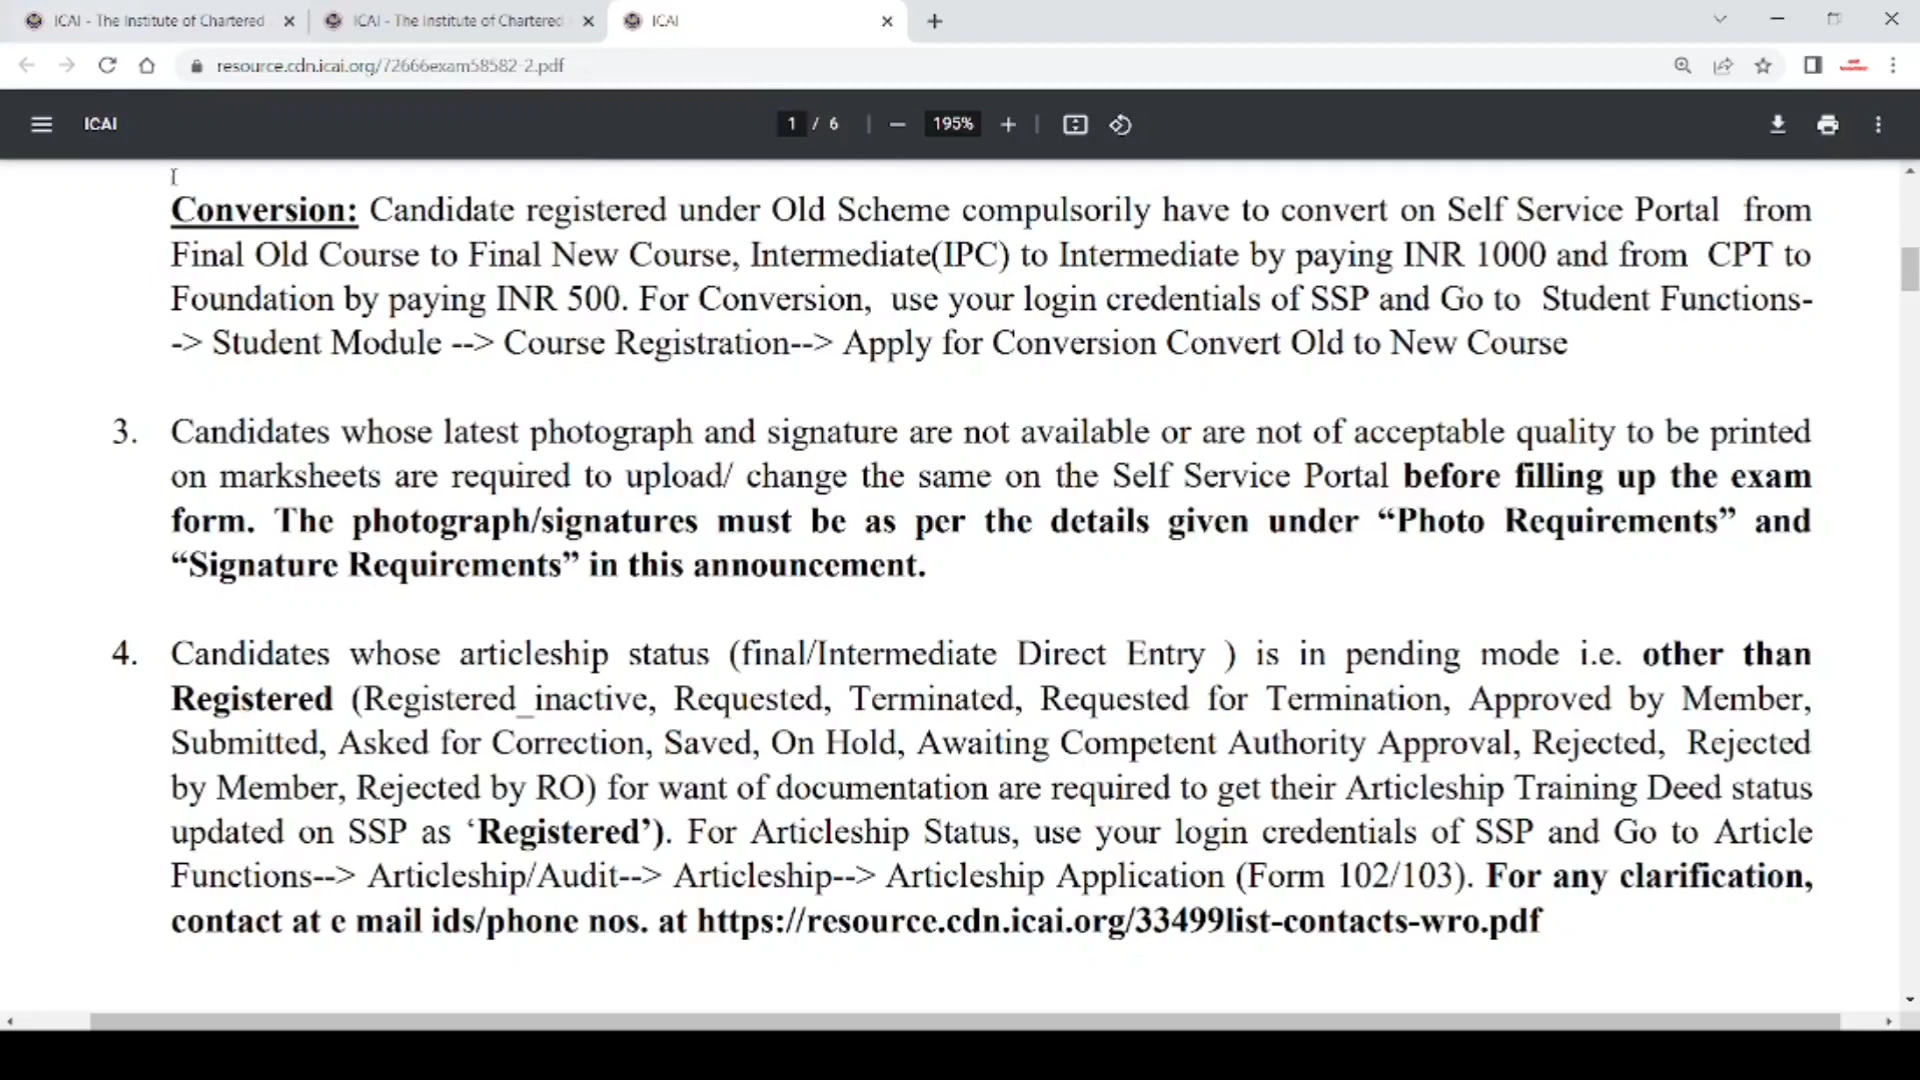 ICAI - The Institute of Chartered
ICAI - The Institute of Chartered
ICAI
resource.cdn.icai.org/72666exam58582-2.pdf
ICAI
1 / 6
195%
Conversion: Candidate registered under Old Scheme compulsorily have to convert on Self Service Portal from
Final Old Course to Final New Course, Intermediate(IPC) to Intermediate by paying INR 1000 and from CPT to
Foundation by paying INR 500. For Conversion, use your login credentials of SSP and Go to Student Functions-
-> Student Module --> Course Registration--> Apply for Conversion Convert Old to New Course
3. Candidates whose latest photograph and signature are not available or are not of acceptable quality to be printed
on marksheets are required to upload/ change the same on the Self Service Portal before filling up the exam
form. The photograph/signatures must be as per the details given under “Photo Requirements” and
“Signature Requirements” in this announcement.
4. Candidates whose articleship status (final/Intermediate Direct Entry ) is in pending mode i.e. other than
Registered (Registered_inactive, Requested, Terminated, Requested for Termination, Approved by Member,
Submitted, Asked for Correction, Saved, On Hold, Awaiting Competent Authority Approval, Rejected, Rejected
by Member, Rejected by RO) for want of documentation are required to get their Articleship Training Deed status
updated on SSP as ‘Registered’). For Articleship Status, use your login credentials of SSP and Go to Article
Functions--> Articleship/Audit--> Articleship--> Articleship Application (Form 102/103). For any clarification,
contact at e mail ids/phone nos. at https://resource.cdn.icai.org/33499list-contacts-wro.pdf